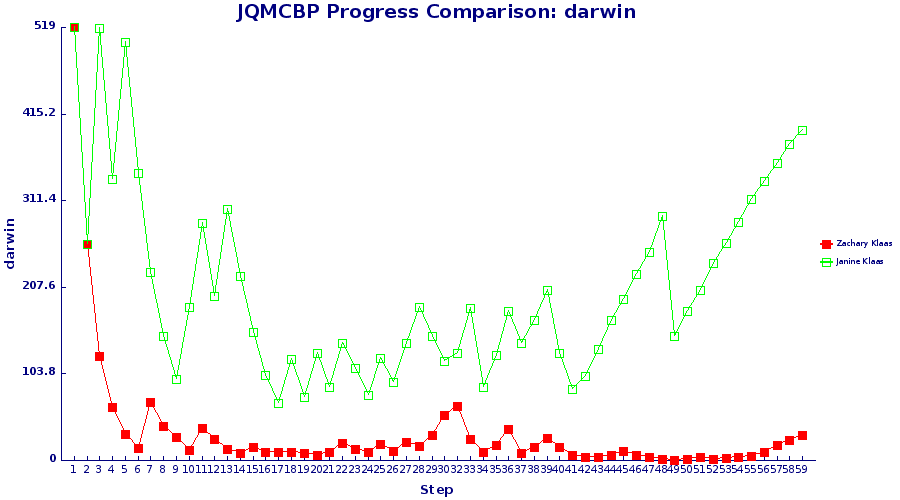 JQMCBP Progress Comparison: darwin
519
415.2
311.4
207.6
103.8
0
darwin
1 2 3 4 5 6 7 8 9 10 11 12 13 14 15 16 17 18 19 20 21 22 23 24 25 26 27 28 29 30 31 32 33 34 35 36 37 38 39 40 41 42 43 44 45 46 47 48 49 50 51 52 53 54 55 56 57 58 59
Step
Zachary Klaas
Janine Klaas